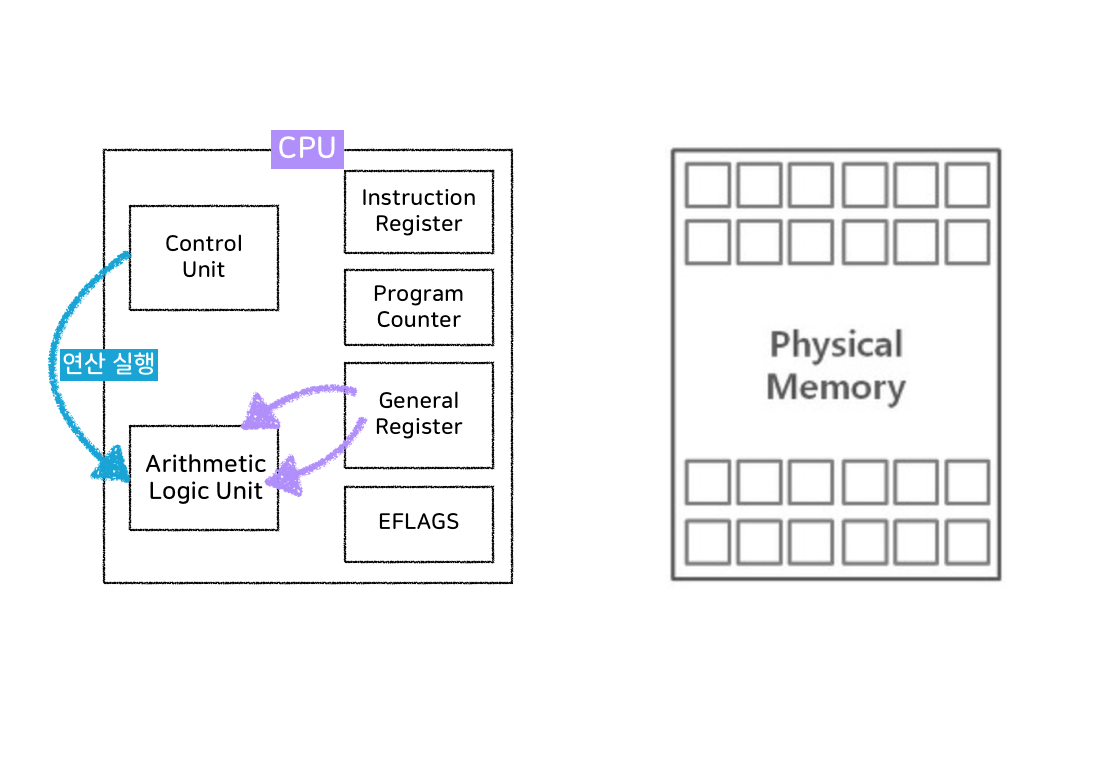 CPU
Control
Unit
연산 실행
Arithmetic
Logic Unit
Instruction
Register
Program
Counter
General
Register
EFLAGS
Physical
Memory